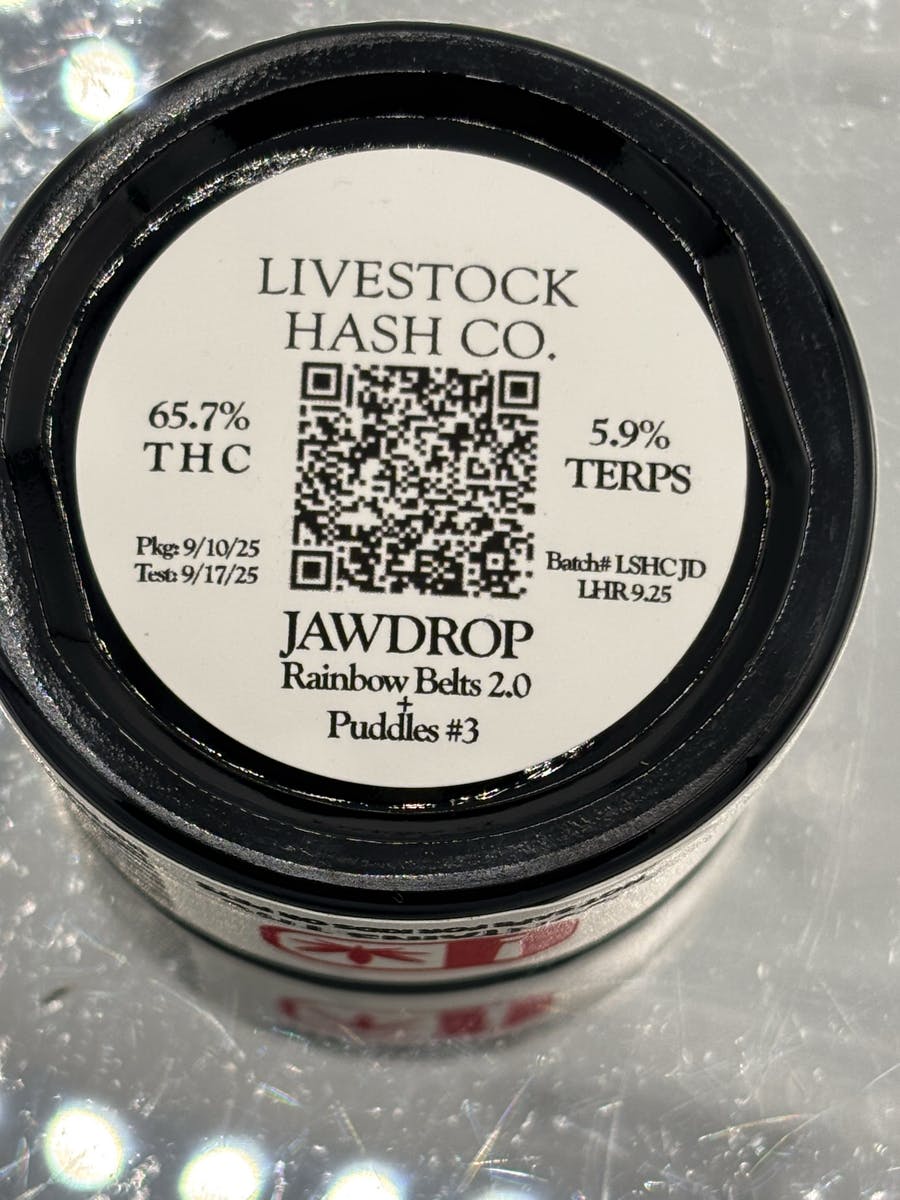 LIVESTOCK
HASH CO.
65.7%
THC
5.9%
TERPS
Pkg: 9/10/25
Test: 9/17/25
Batch# LSHC JD
LHR 9.25
JAWDROP
Rainbow Belts 2.0
+
Puddles #3